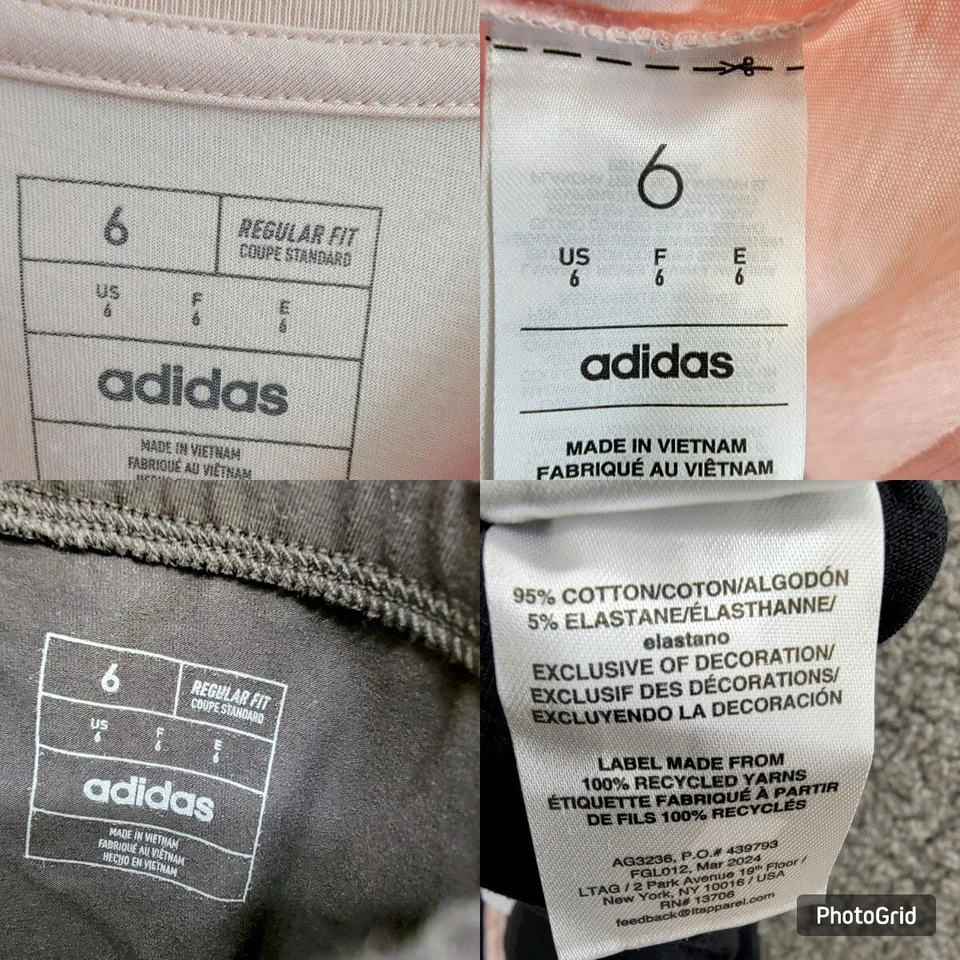 6
REGULAR FIT
COUPE STANDARD
US F E
6 6 6
adidas
MADE IN VIETNAM
FABRIQUÉ AU VIÊTNAM
6
US F E
6 6 6
adidas
MADE IN VIETNAM
FABRIQUÉ AU VIÊTNAM
6
REGULAR FIT
COUPE STANDARD
US F E
6 6 6
adidas
MADE IN VIETNAM
FABRIQUÉ AU VIÊTNAM
HECHO EN VIETNAM
95% COTTON/COTON/ALGODÓN
5% ELASTANE/ÉLASTHANNE/
elastano
EXCLUSIVE OF DECORATION/
EXCLUSIF DES DÉCORATIONS/
EXCLUYENDO LA DECORACIÓN
LABEL MADE FROM
100% RECYCLED YARNS
ÉTIQUETTE FABRIQUÉ À PARTIR
DE FILS 100% RECYCLÉS
AG3236, P.O.# 439793
FGL012, Mar 2024
LTAG / 2 Park Avenue 19th Floor /
New York, NY 10016 / USA
RN# 13706
feedback@ltapparel.com
PhotoGrid